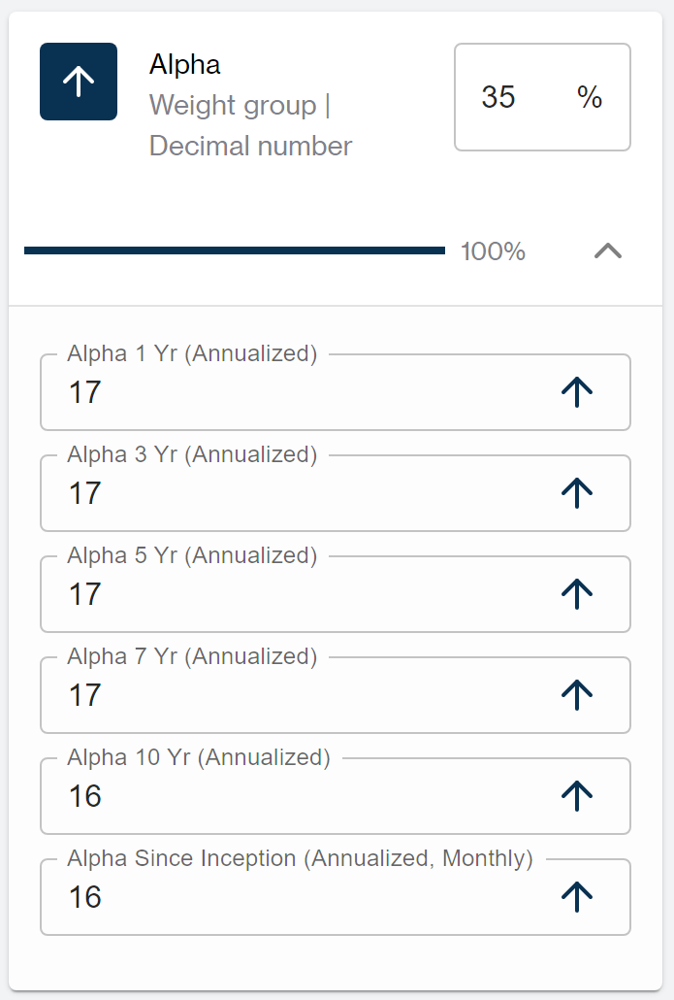 Alpha
Weight group |
Decimal number
35 %
100%
Alpha 1 Yr (Annualized)
17
Alpha 3 Yr (Annualized)
17
Alpha 5 Yr (Annualized)
17
Alpha 7 Yr (Annualized)
17
Alpha 10 Yr (Annualized)
16
Alpha Since Inception (Annualized, Monthly)
16